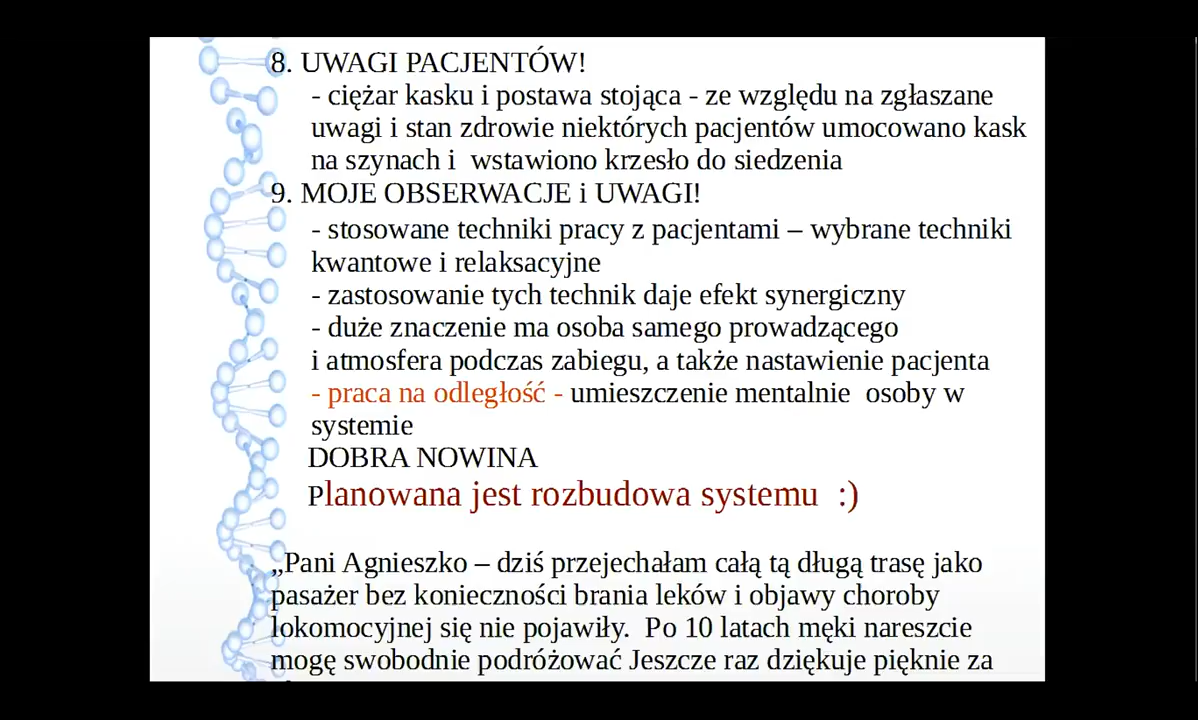 8. UWAGI PACJENTÓW!
- ciężar kasku i postawa stojąca - ze względu na zgłaszane
uwagi i stan zdrowie niektórych pacjentów umocowano kask
na szynach i wstawiono krzesło do siedzenia
9. MOJE OBSERWACJE i UWAGI!
- stosowane techniki pracy z pacjentami – wybrane techniki
kwantowe i relaksacyjne
- zastosowanie tych technik daje efekt synergiczny
- duże znaczenie ma osoba samego prowadzącego
i atmosfera podczas zabiegu, a także nastawienie pacjenta
- praca na odległość - umieszczenie mentalnie osoby w
systemie
DOBRA NOWINA
Planowana jest rozbudowa systemu :)
„Pani Agnieszko – dziś przejechałam całą tą długą trasę jako
pasażer bez konieczności brania leków i objawy choroby
lokomocyjnej się nie pojawiły. Po 10 latach męki nareszcie
mogę swobodnie podróżować Jeszcze raz dziękuje pięknie za